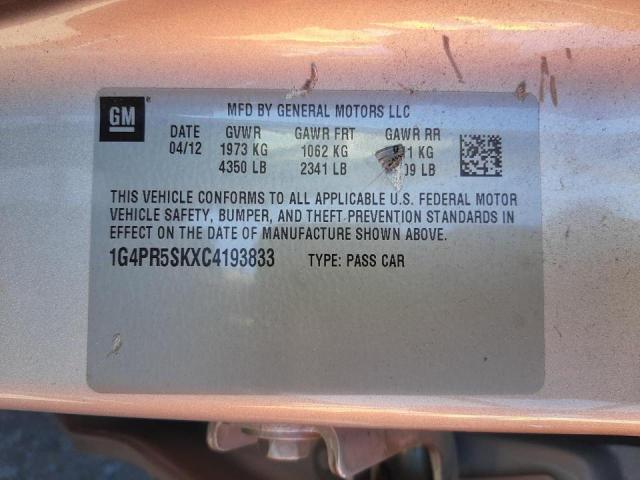 GM
MFD BY GENERAL MOTORS LLC
DATE GVWR GAWR FRT GAWR RR
04/12 1973 KG 1062 KG KG
4350 LB 2341 LB LB
THIS VEHICLE CONFORMS TO ALL APPLICABLE U.S. FEDERAL MOTOR
VEHICLE SAFETY, BUMPER, AND THEFT PREVENTION STANDARDS IN
EFFECT ON THE DATE OF MANUFACTURE SHOWN ABOVE.
1G4PR5SKXC4193833 TYPE: PASS CAR